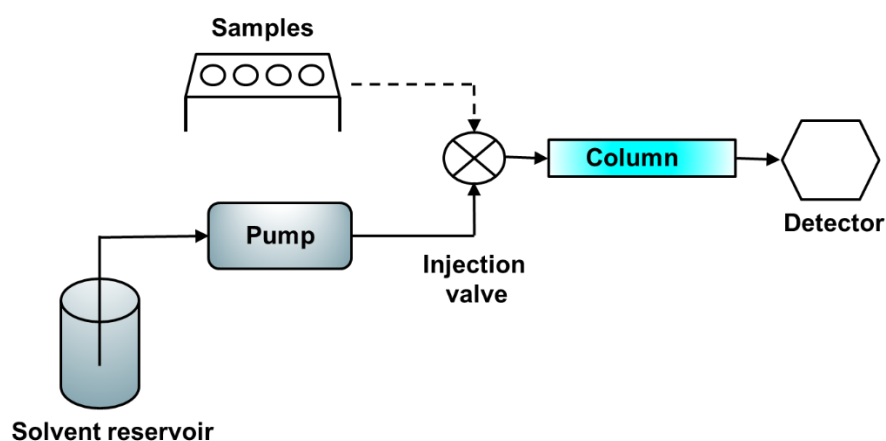 Samples
Column
Pump
Detector
Injection
valve
Solvent reservoir